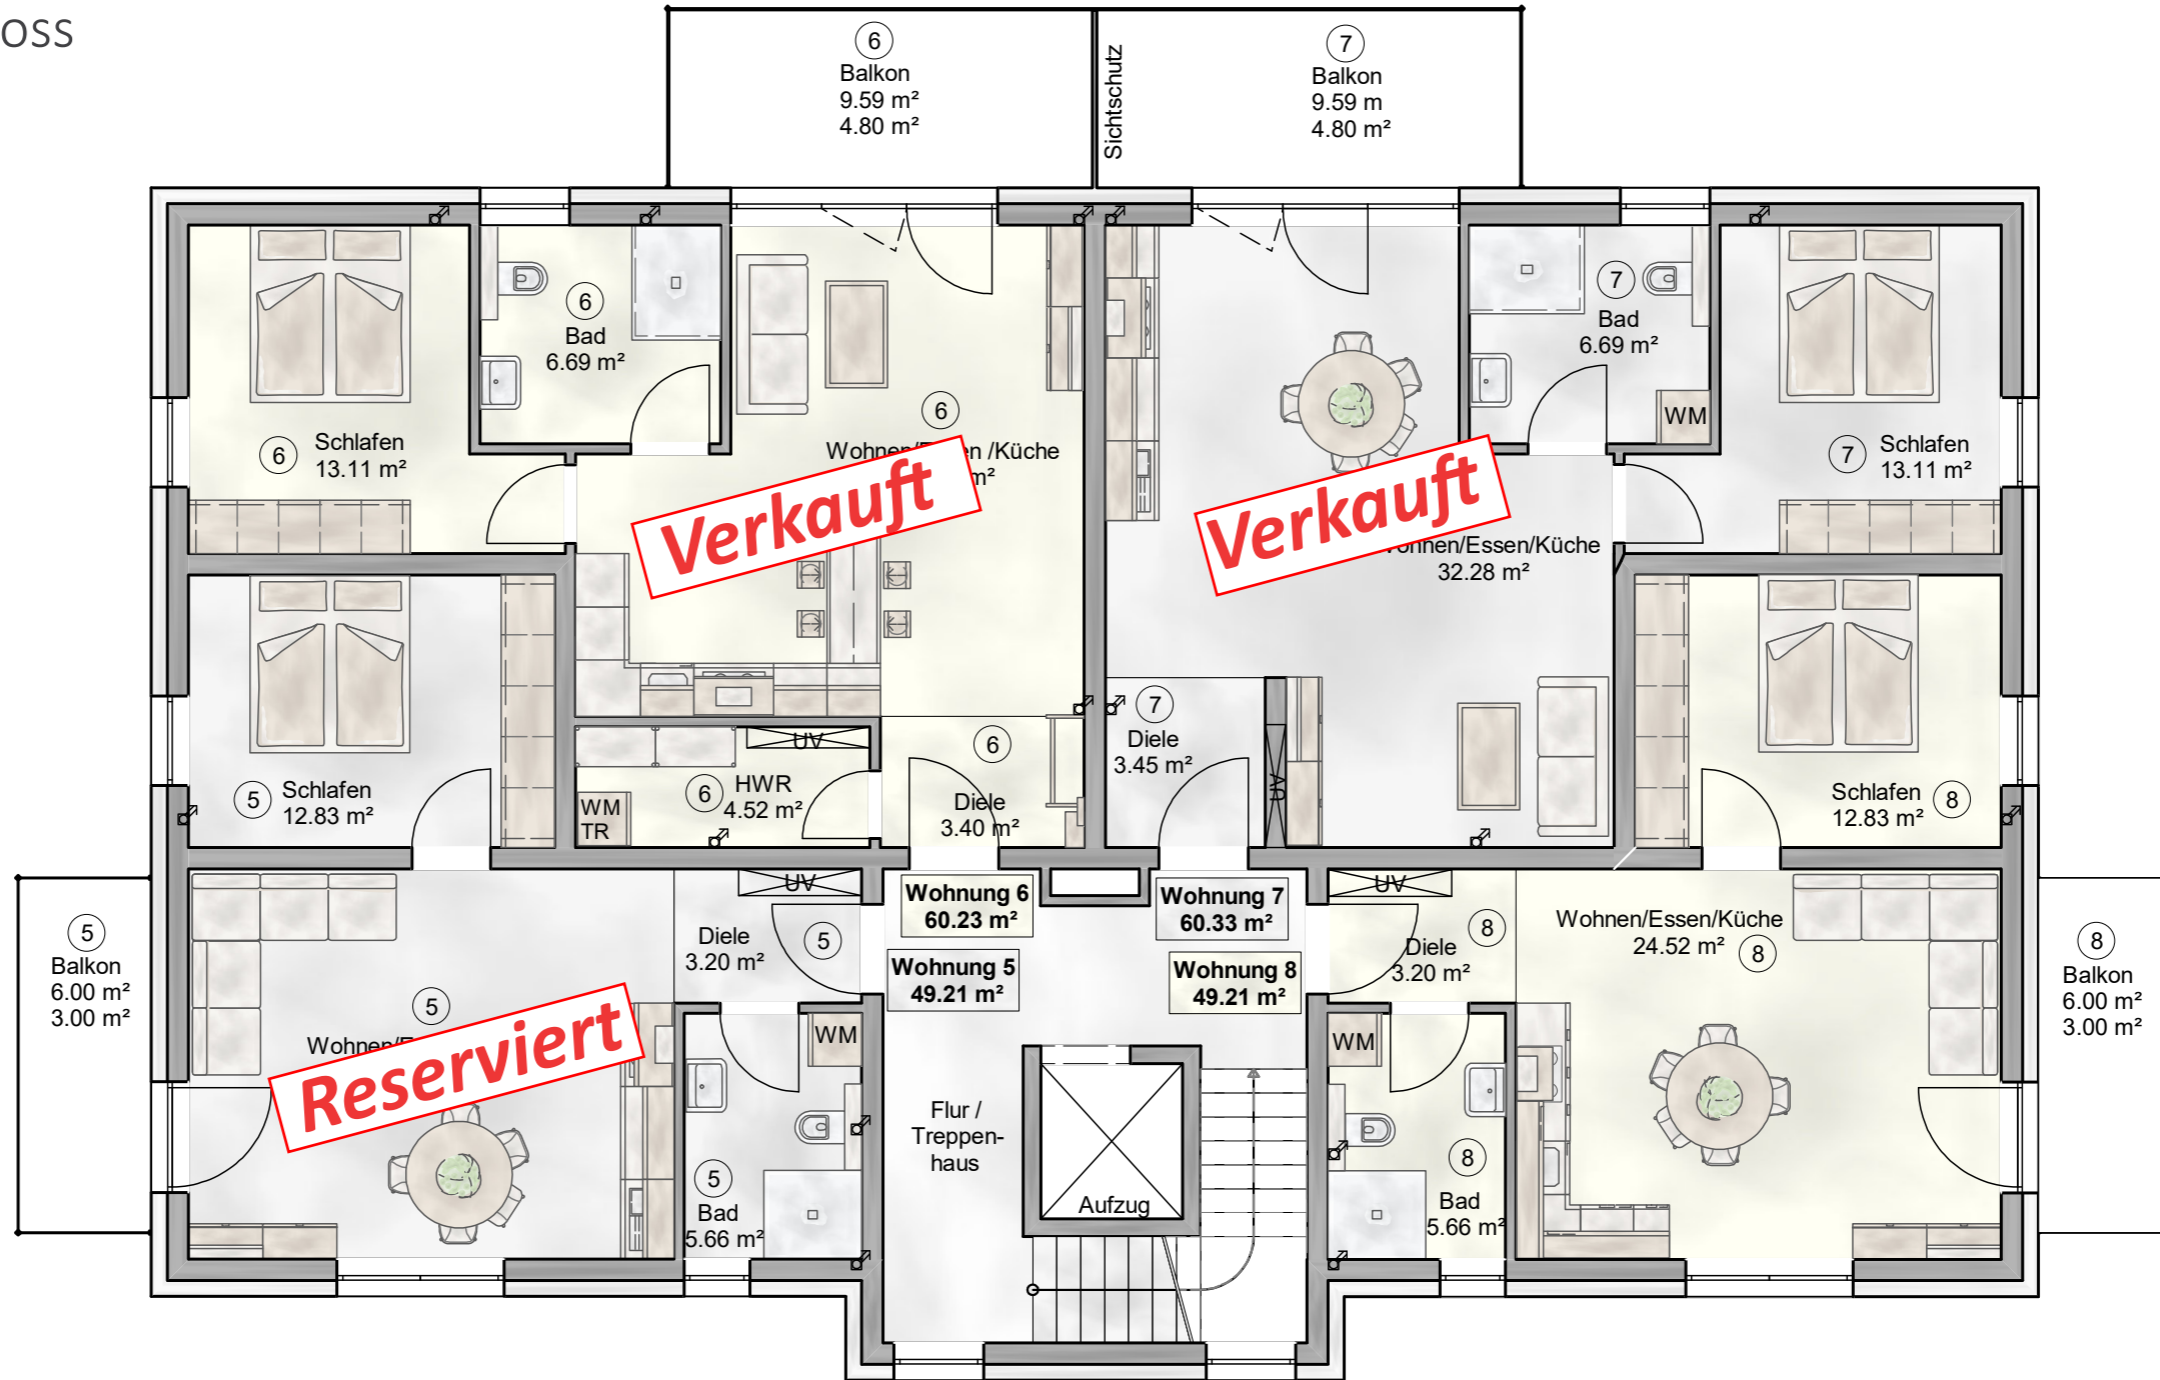 OSS
6
Balkon
9.59 m²
4.80 m²
Sichtschutz
7
Balkon
9.59 m
4.80 m²
6
Bad
6.69 m²
6
Schlafen
13.11 m²
6
/Küche
m²
Verkauft
7
Bad
6.69 m²
WM
7
Schlafen
13.11 m²
Verkauft
Wohnen/Essen/Küche
32.28 m²
5
Schlafen
12.83 m²
UV
6
HWR
4.52 m²
WM
TR
6
Diele
3.40 m²
7
Diele
3.45 m²
AR
Schlafen
12.83 m²
8
5
Balkon
6.00 m²
3.00 m²
UV
Diele
3.20 m²
5
Wohnung 6
60.23 m²
Wohnung 7
60.33 m²
Wohnung 5
49.21 m²
Wohnung 8
49.21 m²
UV
8
Diele
3.20 m²
Wohnen/Essen/Küche
24.52 m²
8
8
Balkon
6.00 m²
3.00 m²
5
Reserviert
WM
5
Bad
5.66 m²
Flur /
Treppen-
haus
Aufzug
WM
8
Bad
5.66 m²